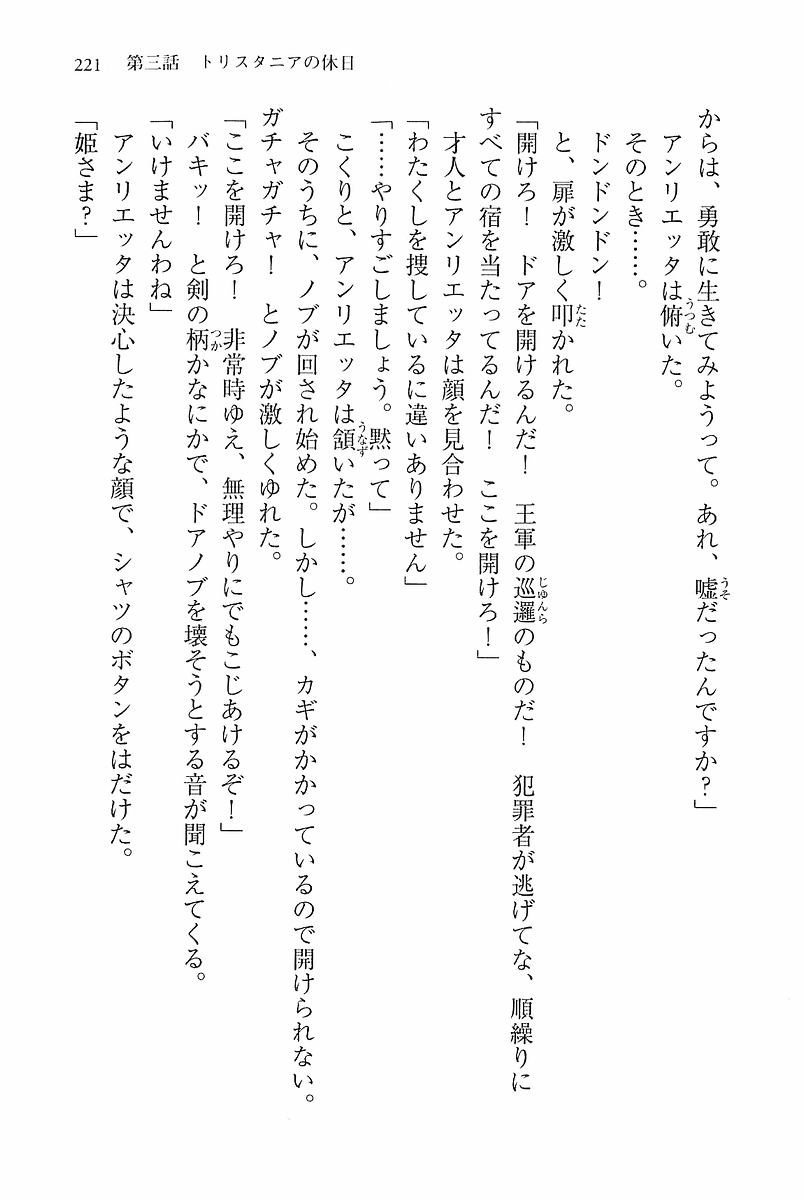 221　第三話　トリスタニアの休日
からは、勇敢に生きてみようって。あれ、嘘だったんですか？」
アンリエッタは俯いた。
そのとき……。
ドンドンドン！
と、扉が激しく叩かれた。
「開けろ！　ドアを開けるんだ！　王軍の巡邏のものだ！　犯罪者が逃げてな、順繰りに
すべての宿を当たってるんだ！　ここを開けろ！」
才人とアンリエッタは顔を見合わせた。
「わたくしを捜しているに違いありません」
「……やりすごしましょう。黙って」
こくりと、アンリエッタは頷いたが……。
そのうちに、ノブが回され始めた。しかし……、カギがかかっているので開けられない。
ガチャガチャ！　とノブが激しくゆれた。
「ここを開けろ！　非常時ゆえ、無理やりにでもこじあけるぞ！」
バキッ！　と剣の柄かなにかで、ドアノブを壊そうとする音が聞こえてくる。
「いけませんわね」
アンリエッタは決心したような顔で、シャツのボタンをはだけた。
「姫さま？」